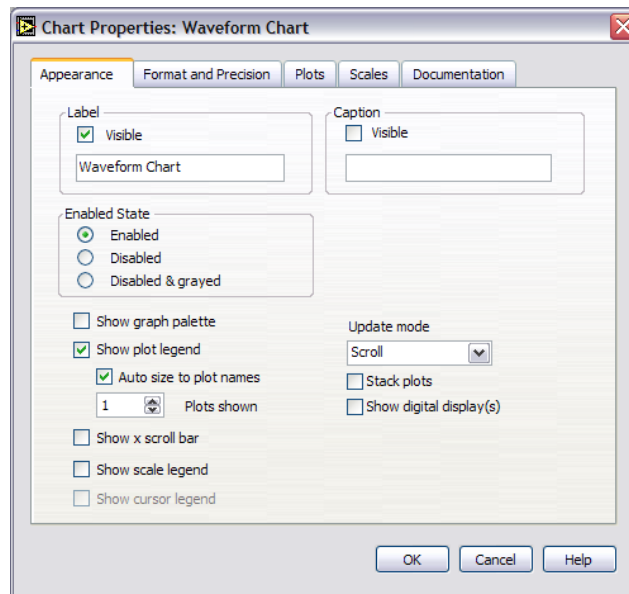 Chart Properties: Waveform Chart
Appearance Format and Precision Plots Scales Documentation
Label
Visible
Waveform Chart
Caption
Visible
Enabled State
Enabled
Disabled
Disabled & grayed
Show graph palette
Show plot legend
Auto size to plot names
1 Plots shown
Show x scroll bar
Show scale legend
Show cursor legend
Update mode
Scroll
Stack plots
Show digital display(s)
OK Cancel Help